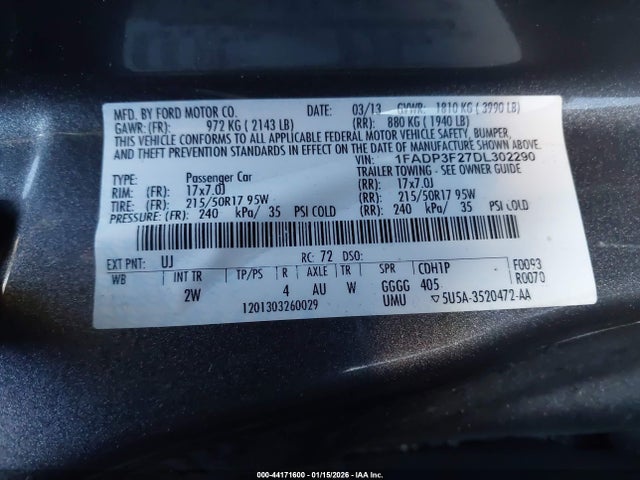 MFD. BY FORD MOTOR CO. DATE: 03/13 GVWR: 1810 KG ( 3990 LB)
GAWR: (FR): 972 KG ( 2143 LB) (RR): 880 KG ( 1940 LB)
THIS VEHICLE CONFORMS TO ALL APPLICABLE FEDERAL MOTOR VEHICLE SAFETY, BUMPER,
AND THEFT PREVENTION STANDARDS IN EFFECT ON THE DATE OF MANUFACTURE SHOWN ABOVE.
VIN: 1FADP3F27DL302290
TYPE: Passenger Car TRAILER TOWING - SEE OWNER GUIDE
RIM: (FR): 17x7.0J (RR): 17x7.0J
TIRE: (FR): 215/50R17 95W (RR): 215/50R17 95W
PRESSURE: (FR): 240 kPa/ 35 PSI COLD (RR): 240 kPa/ 35 PSI COLD
EXT PNT: UJ RC: 72 DSO:
WB INT TR TP/PS R AXLE TR SPR CDH1P F0093
2W 4 AU W GGGG 405 R0070
1201303260029 UMU ▽5U5A-3520472-AA
000-44171600 - 01/15/2026 - IAA Inc.